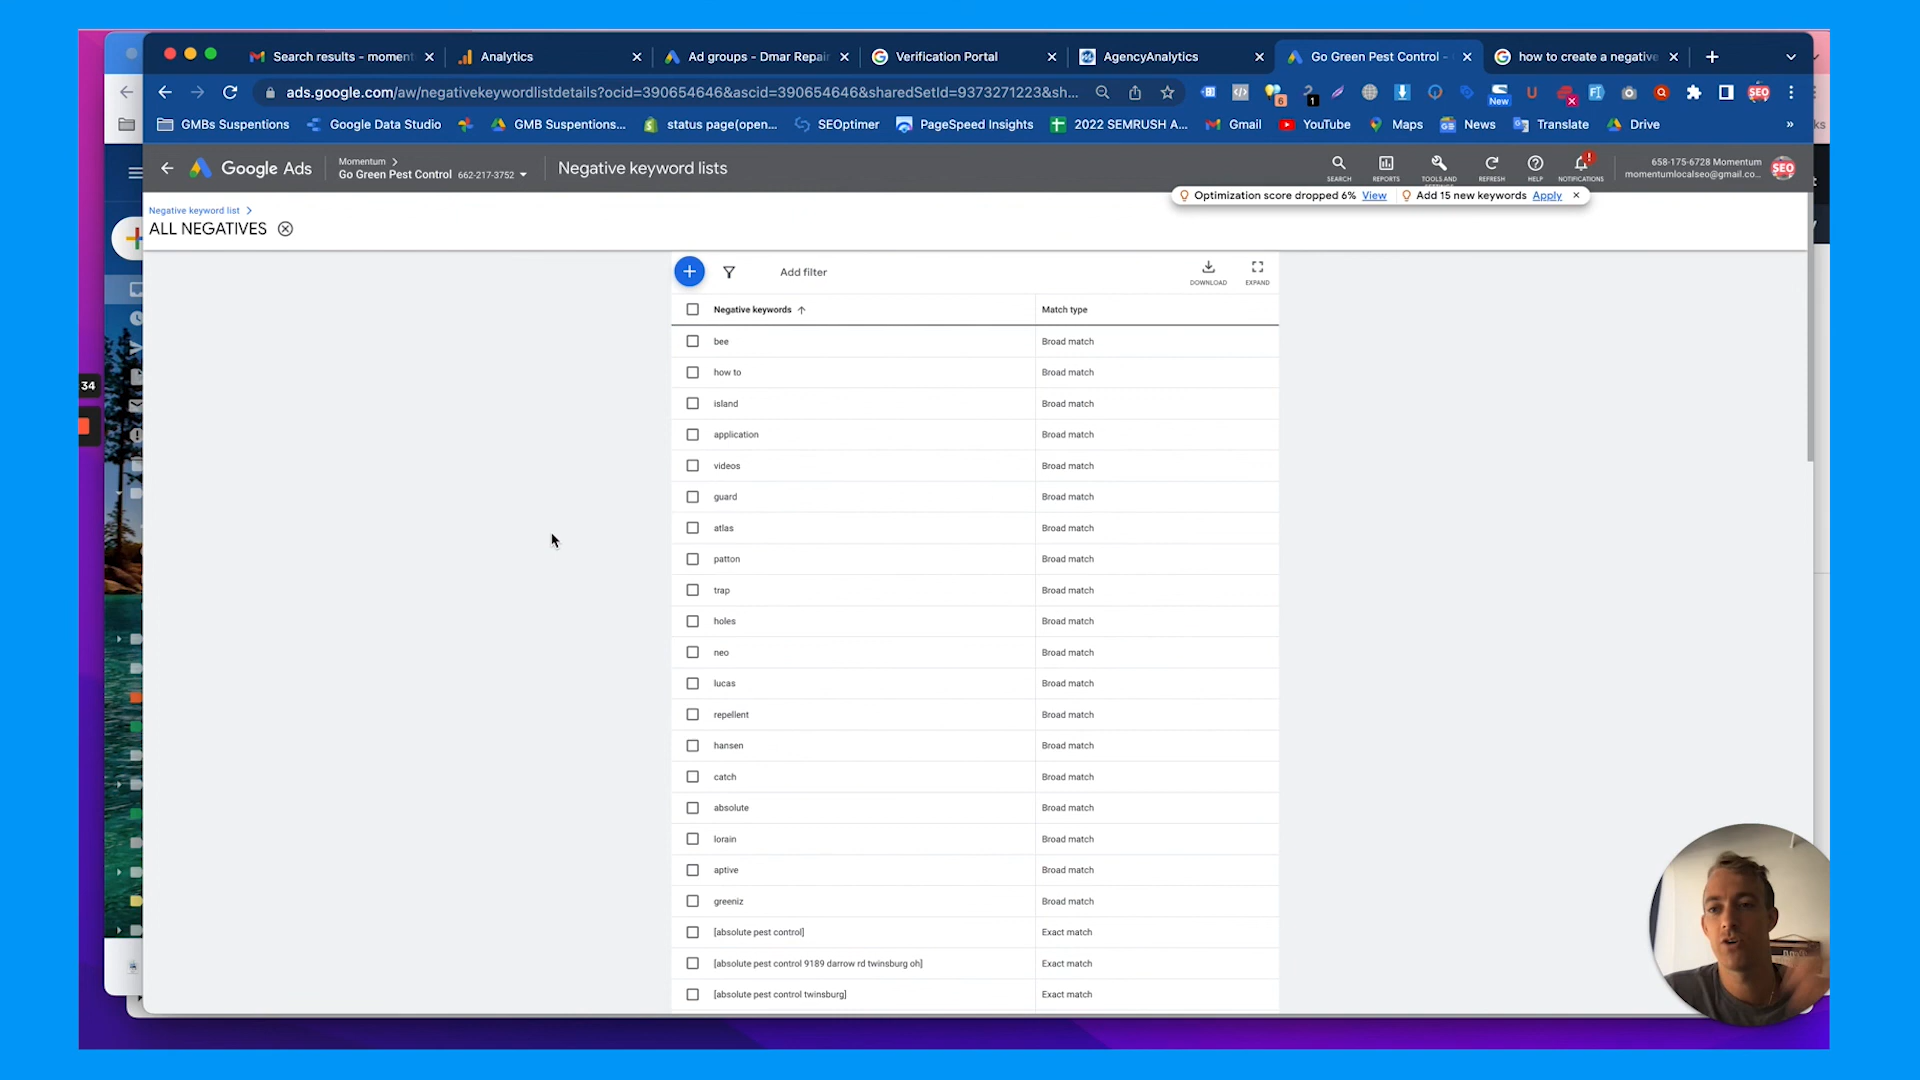 Search results - moment
Analytics
Ad groups - Dmar Repair
Verification Portal
AgencyAnalytics
Go Green Pest Control -
how to create a negative
ads.google.com/aw/negativekeywordlistdetails?ocid=390654646&ascid=390654646&sharedSetId=9373271223&sh...
6
1
New
SEO
GMBs Suspentions
Google Data Studio
GMB Suspentions...
status page(open...
SEOptimer
PageSpeed Insights
2022 SEMRUSH A...
Gmail
YouTube
Maps
News
Translate
Drive
»
Google Ads
Momentum
Go Green Pest Control 662-217-3752
Negative keyword lists
SEARCH
REPORTS
TOOLS AND
REFRESH
HELP
!
NOTIFICATIONS
658-175-6728 Momentum
momentumlocalseo@gmail.co...
SEO
Optimization score dropped 6% View
Add 15 new keywords Apply
Negative keyword list
ALL NEGATIVES
Add filter
DOWNLOAD
EXPAND
Negative keywords Match type
bee Broad match
how to Broad match
island Broad match
application Broad match
videos Broad match
guard Broad match
atlas Broad match
patton Broad match
trap Broad match
holes Broad match
neo Broad match
lucas Broad match
repellent Broad match
hansen Broad match
catch Broad match
absolute Broad match
lorain Broad match
aptive Broad match
greeniz Broad match
[absolute pest control] Exact match
[absolute pest control 9189 darrow rd twinsburg oh] Exact match
[absolute pest control twinsburg] Exact match
34